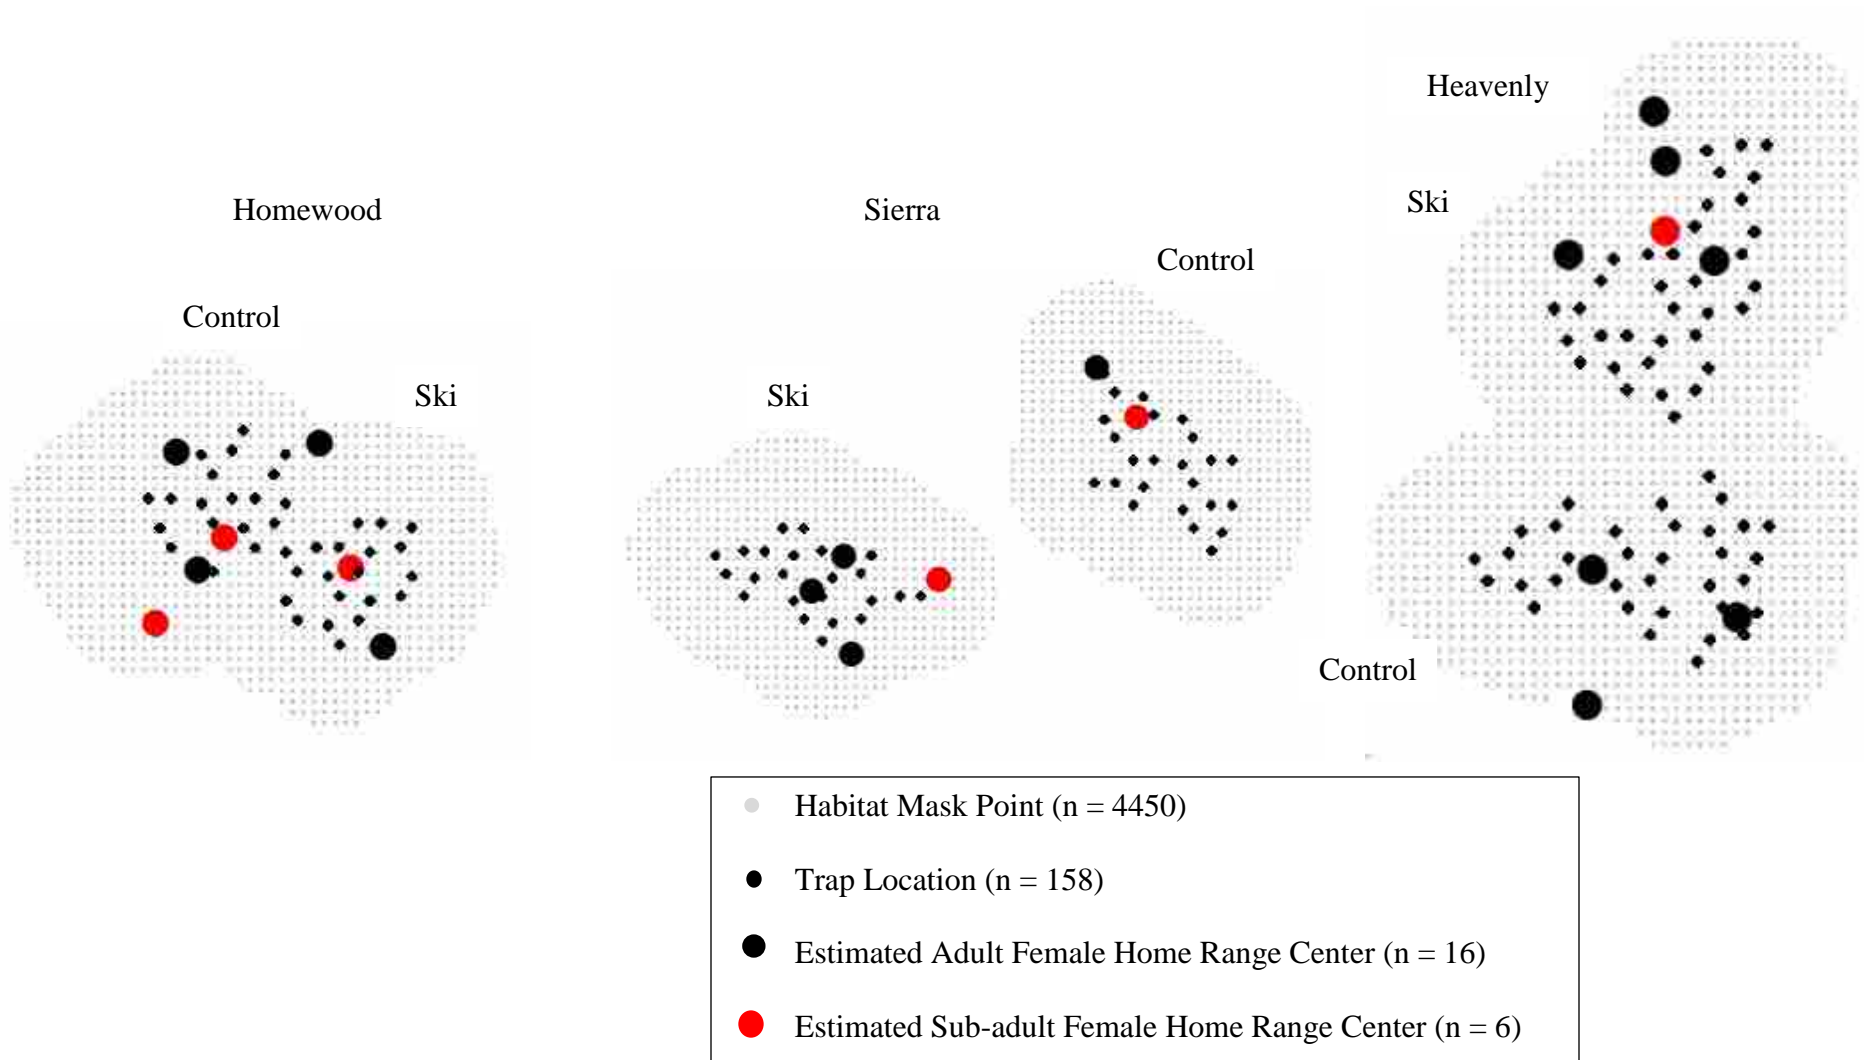 Heavenly
Ski
Homewood
Sierra
Control
Control
Ski
Ski
Control
Habitat Mask Point (n = 4450)
Trap Location (n = 158)
Estimated Adult Female Home Range Center (n = 16)
Estimated Sub-adult Female Home Range Center (n = 6)